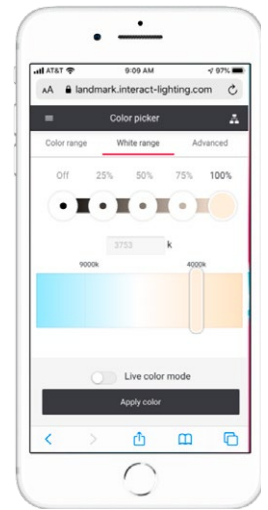 AT&T 9:09 AM 97%
AA landmark.interact-lighting.com
Color picker
Color range White range Advanced
Off 25% 50% 75% 100%
3753 k
9000k 4000k
Live color mode
Apply color